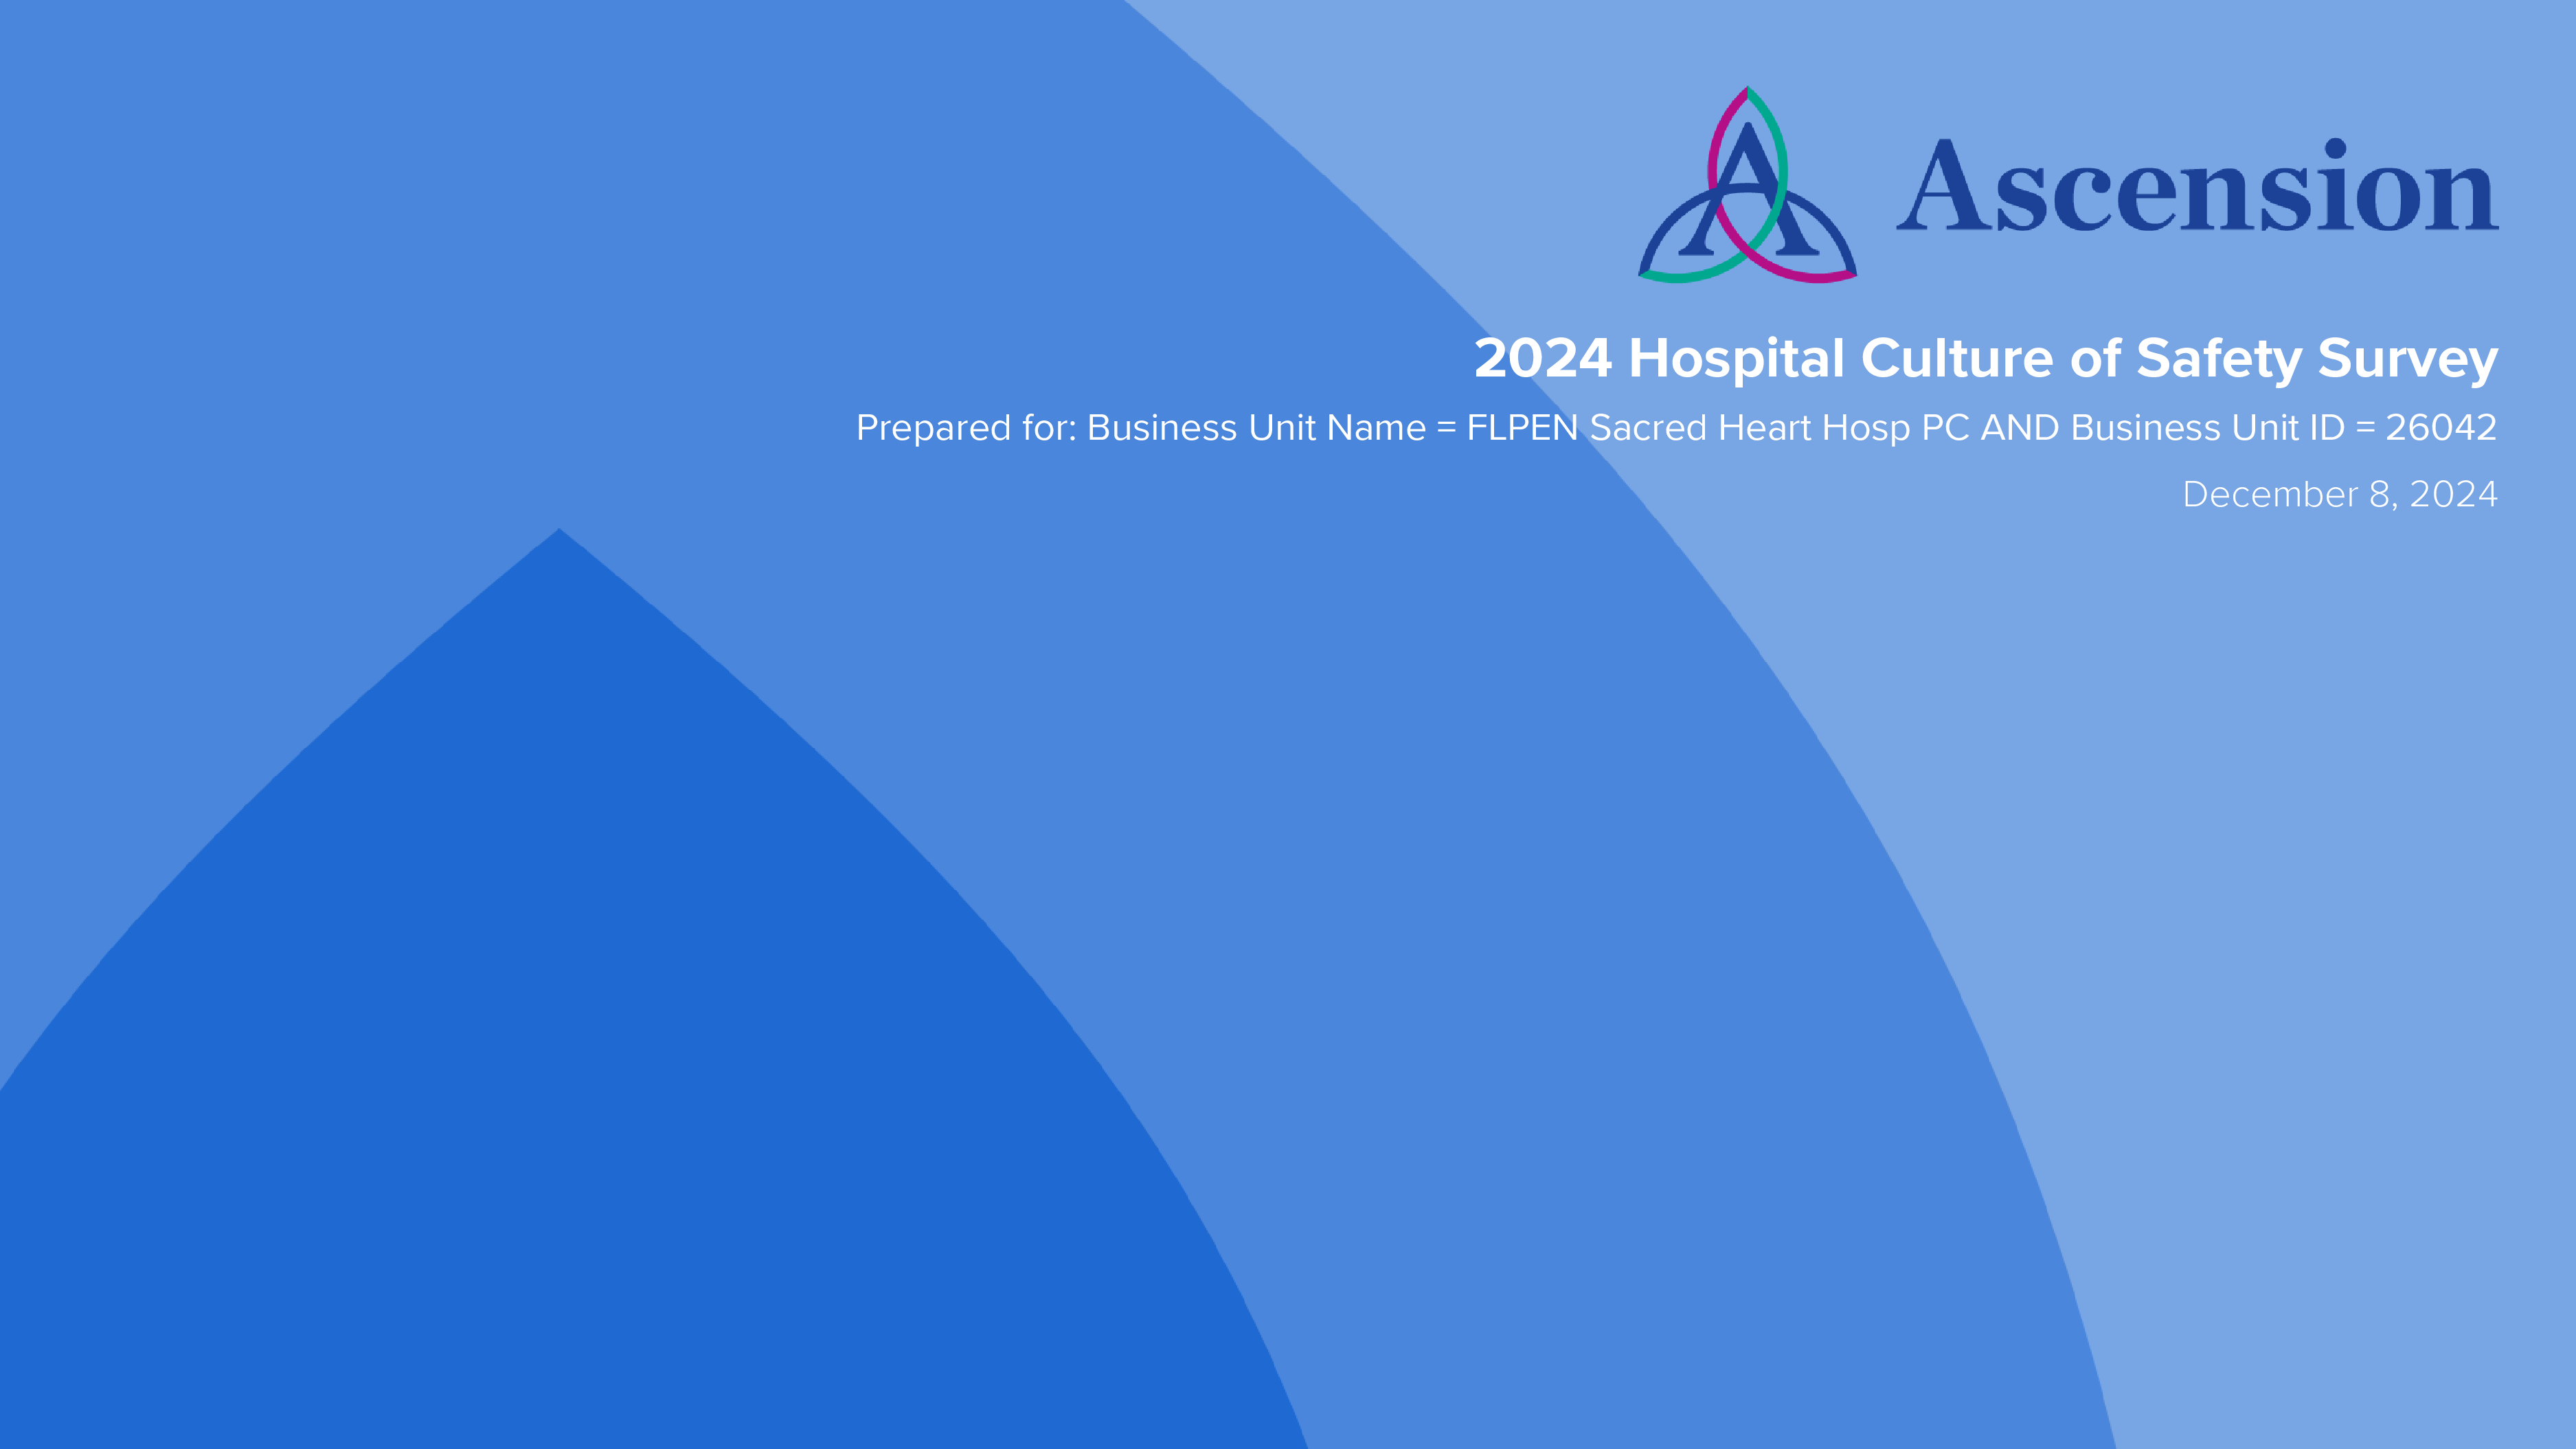 Ascension
2024 Hospital Culture of Safety Survey
Prepared for: Business Unit Name = FLPEN Sacred Heart Hosp PC AND Business Unit ID = 26042
December 8, 2024